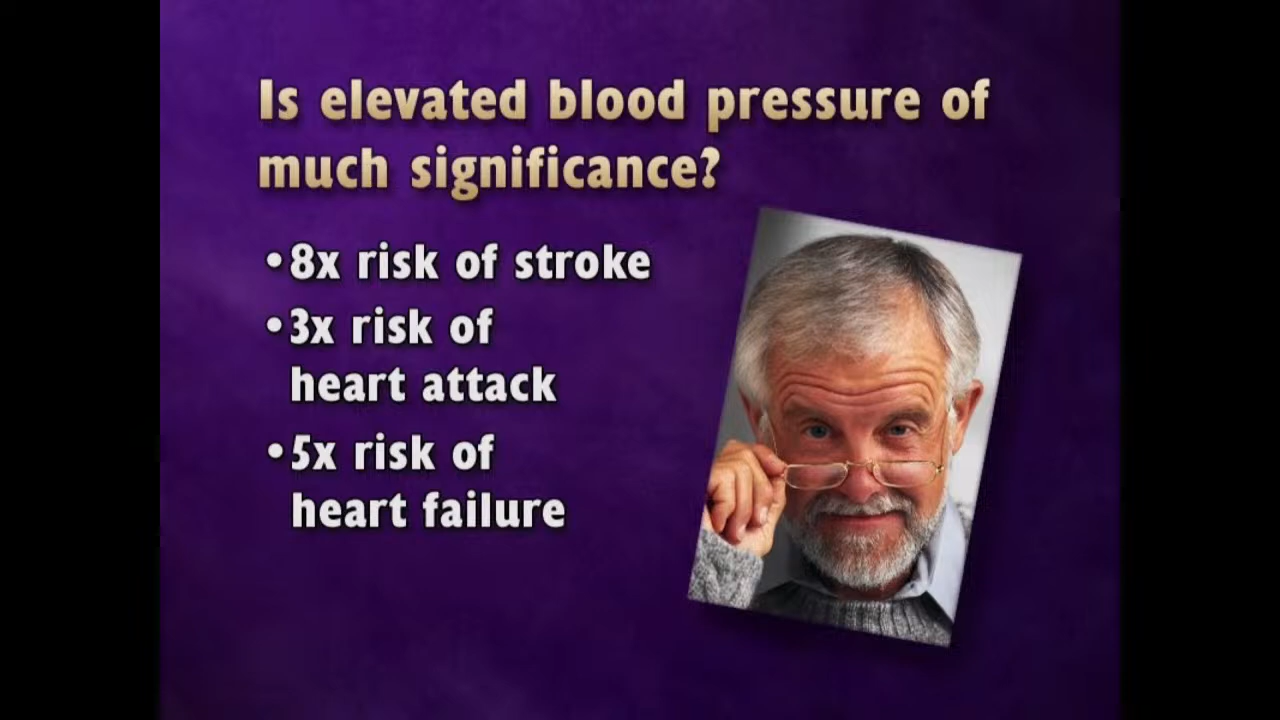 Is elevated blood pressure of
much significance?
•8x risk of stroke
•3x risk of
heart attack
•5x risk of
heart failure